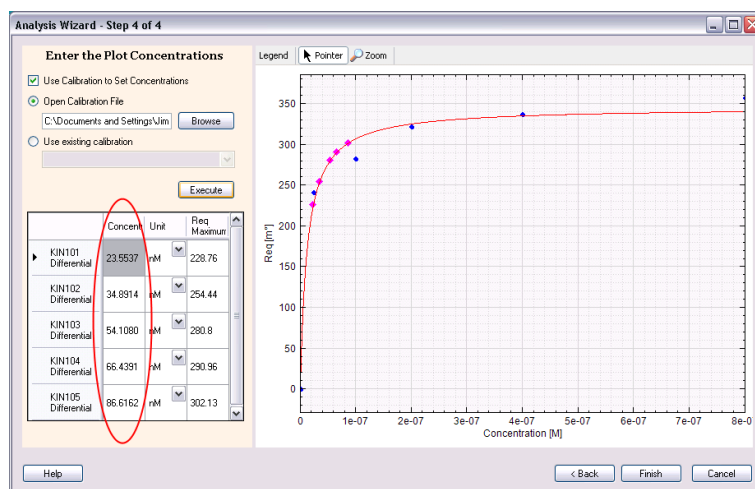 Analysis Wizard - Step 4 of 4
Enter the Plot Concentrations
Use Calibration to Set Concentrations
Open Calibration File
C:\Documents and Settings\Jim
Browse
Use existing calibration
Execute
Concent Unit Req Maximum
KIN101 Differential 23.5537 nM 228.76
KIN102 Differential 34.8914 nM 254.44
KIN103 Differential 54.1080 nM 280.8
KIN104 Differential 66.4391 nM 290.96
KIN105 Differential 86.6162 nM 302.13
Legend Pointer Zoom
350
300
250
200
150
300
50
0
Req [m°]
0 1e-07 2e-07 3e-07 4e-07 5e-07 6e-07 7e-07 8e-0
Concentration [M]
Help < Back Finish Cancel